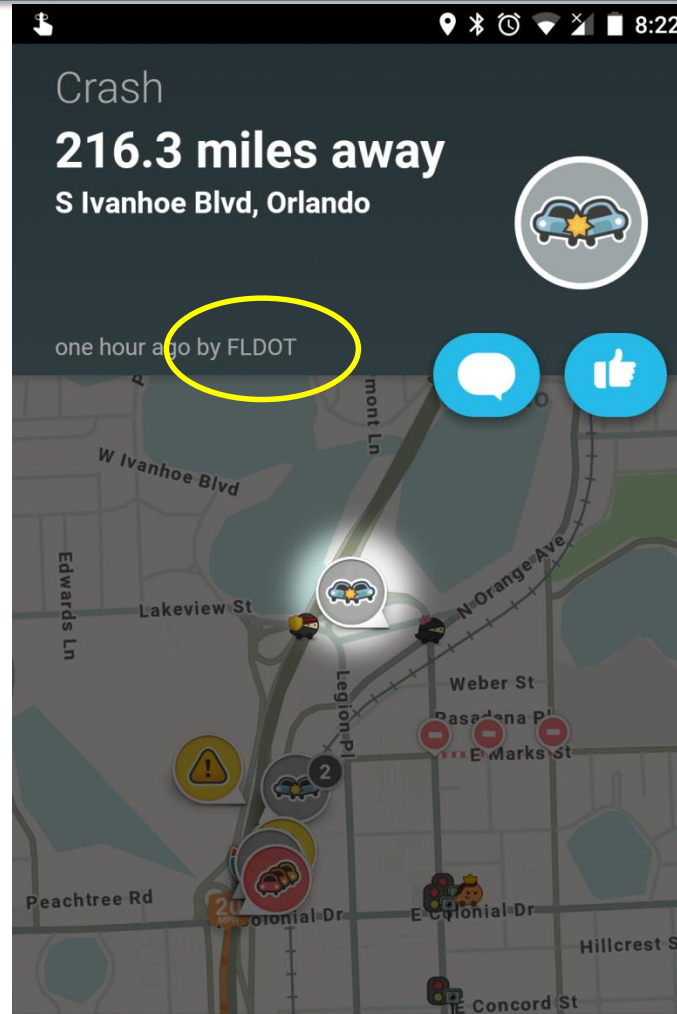 8:22
Crash
216.3 miles away
S Ivanhoe Blvd, Orlando
one hour ago by FLDOT
mont Ln
W Ivanhoe Blvd
Edwards Ln
Lakeview St
N Orange Ave
Legion Pl
Weber St
Pasadena Pl
E Marks St
2
Peachtree Rd
20
MPH
Colonial Dr
E Colonial Dr
Hillcrest S
E Concord St